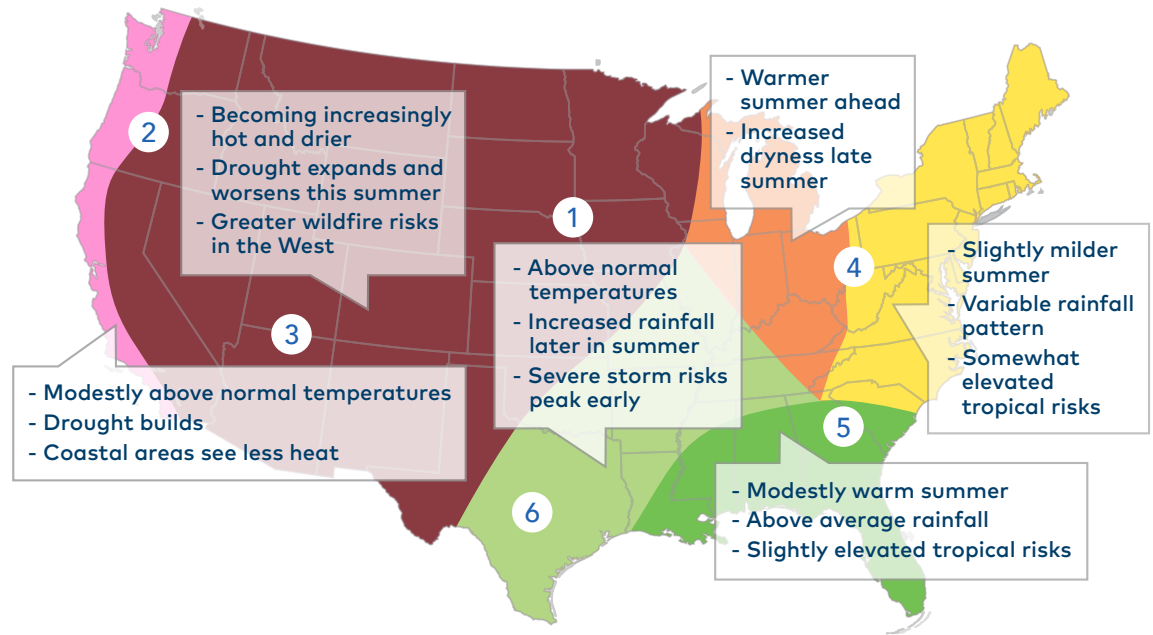 2
- Becoming increasingly
hot and drier
- Drought expands and
worsens this summer
- Greater wildfire risks
in the West
- Warmer
summer ahead
- Increased
dryness late
summer
1
- Above normal
temperatures
- Increased rainfall
later in summer
- Severe storm risks
peak early
4
- Slightly milder
summer
- Variable rainfall
pattern
- Somewhat
elevated
tropical risks
3
- Modestly above normal temperatures
- Drought builds
- Coastal areas see less heat
5
- Modestly warm summer
- Above average rainfall
- Slightly elevated tropical risks
6